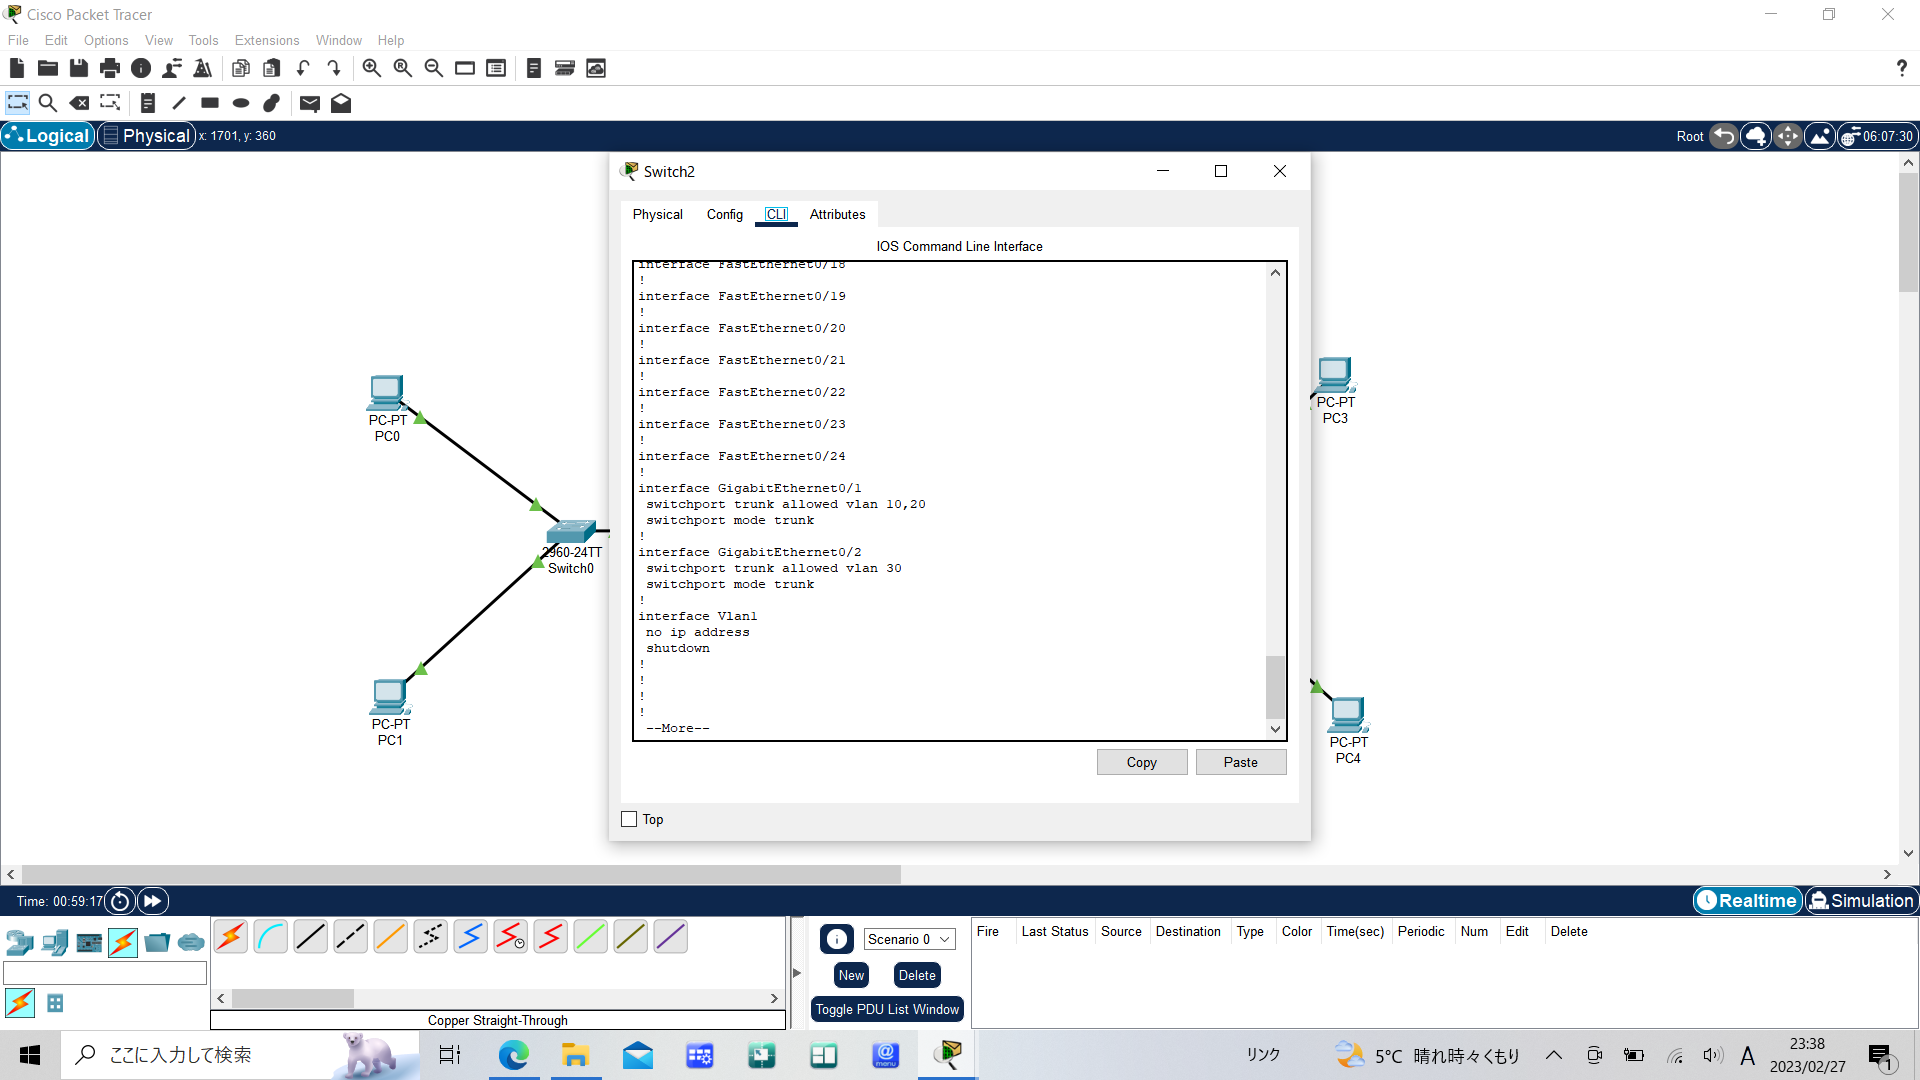 Cisco Packet Tracer
File Edit Options View Tools Extensions Window Help
Logical Physical x: 1701, y: 360
Root 06:07:30
Switch2
Physical Config CLI Attributes
IOS Command Line Interface
interface FastEthernet0/18
!
interface FastEthernet0/19
!
interface FastEthernet0/20
!
interface FastEthernet0/21
!
interface FastEthernet0/22
!
interface FastEthernet0/23
!
interface FastEthernet0/24
!
interface GigabitEthernet0/1
switchport trunk allowed vlan 10,20
switchport mode trunk
!
interface GigabitEthernet0/2
switchport trunk allowed vlan 30
switchport mode trunk
!
interface Vlan1
no ip address
shutdown
!
!
!
!
--More--
Copy Paste
Top
PC-PT
PC0
2960-24TT
Switch0
PC-PT
PC1
PC-PT
PC3
PC-PT
PC4
Time: 00:59:17
Realtime Simulation
Scenario 0
New Delete
Toggle PDU List Window
Fire Last Status Source Destination Type Color Time(sec) Periodic Num Edit Delete
Copper Straight-Through
ここに入力して検索
@
menu
リンク
5°C 晴れ時々くもり
A
23:38
2023/02/27
1